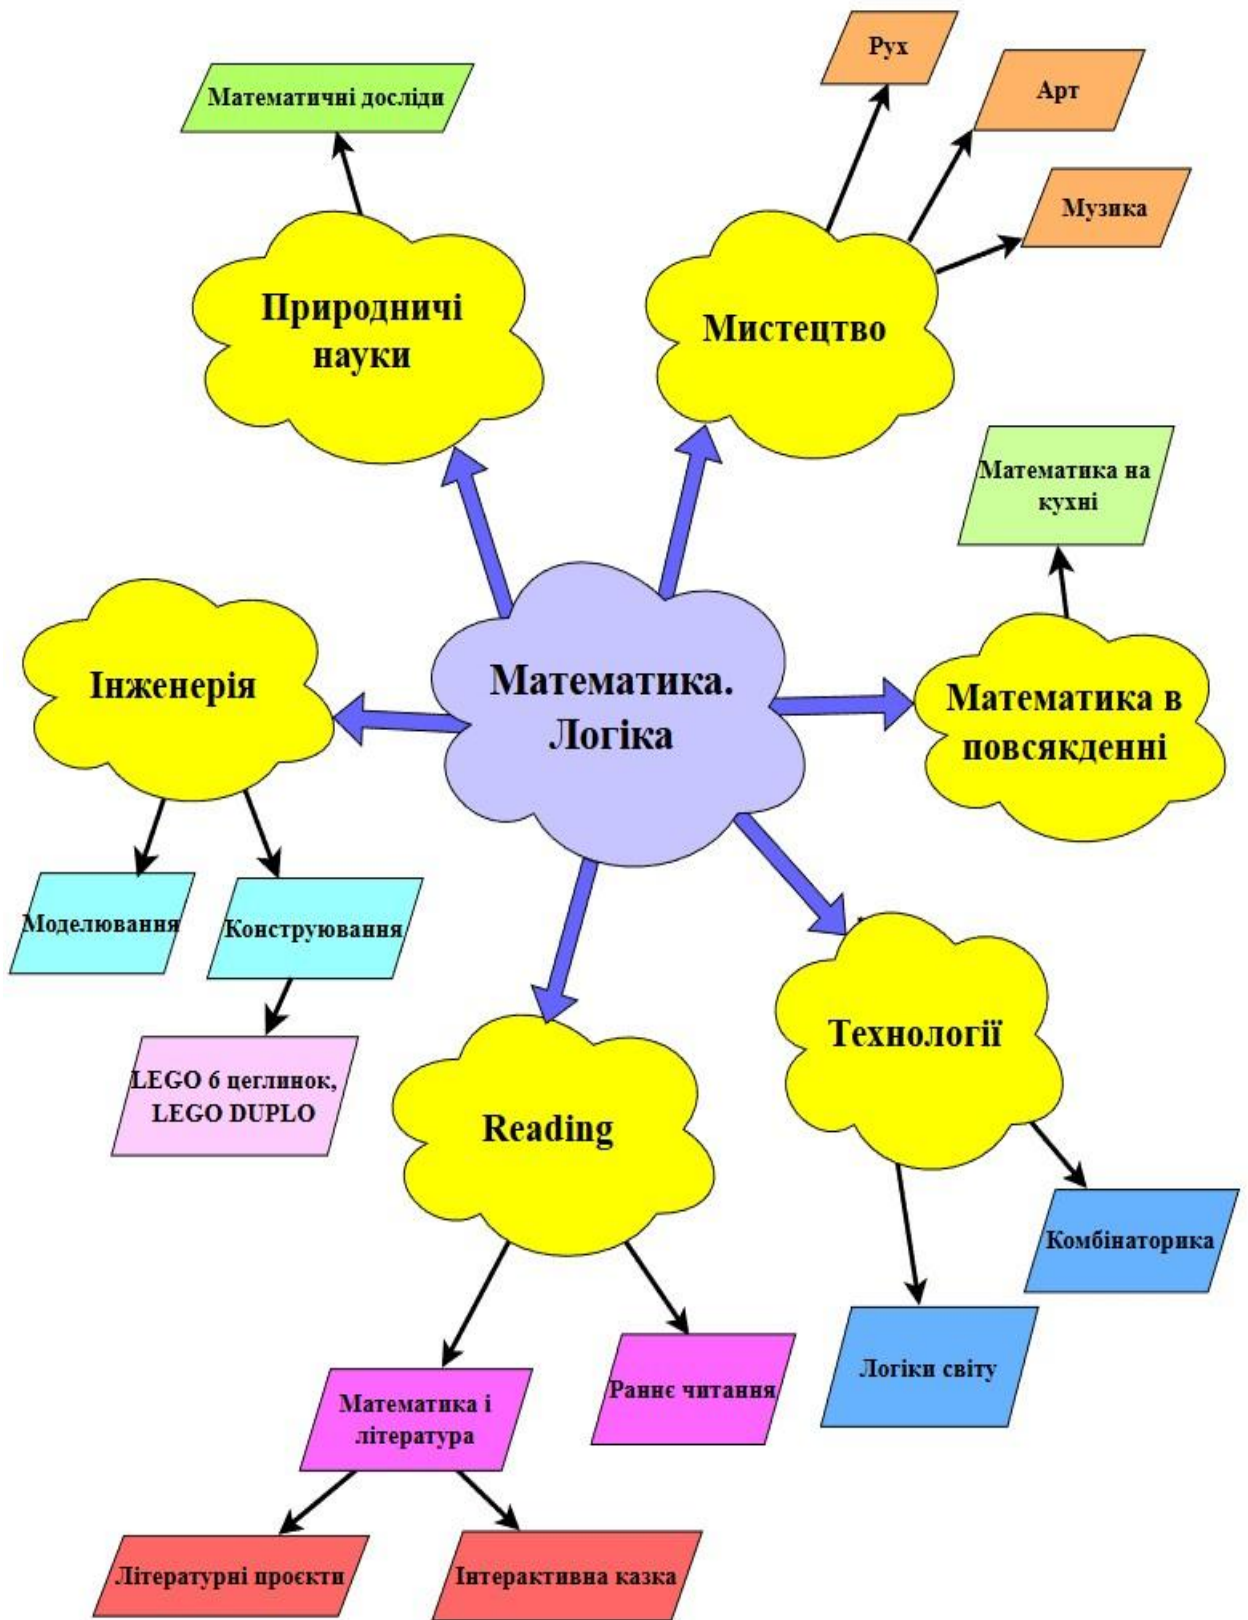 Рух
Математичні досліди
Арт
Музика
Природничі
науки
Мистецтво
Математика на
кухні
Інженерія
Математика.
Логіка
Математика в
повсякденні
Моделювання
Конструювання
Технології
LEGO 6 цеглинок,
LEGO DUPLO
Reading
Комбінаторика
Логіки світу
Раннє читання
Математика і
література
Літературні проєкти
Інтерактивна казка